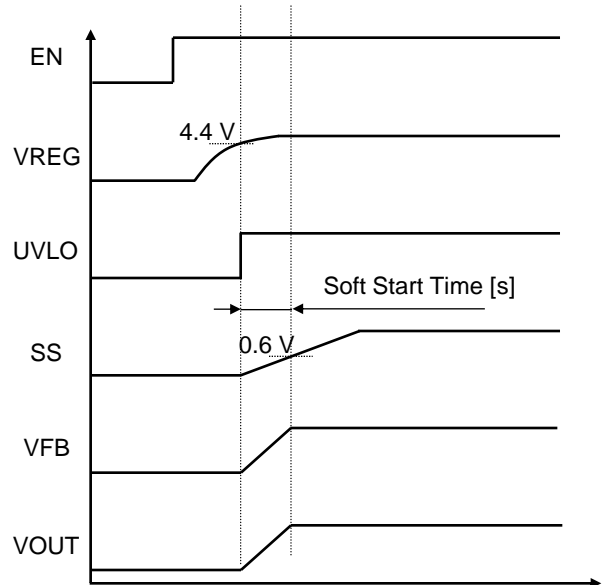 EN
4.4 V
VREG
UVLO
Soft Start Time [s]
0.6 V
SS
VFB
VOUT